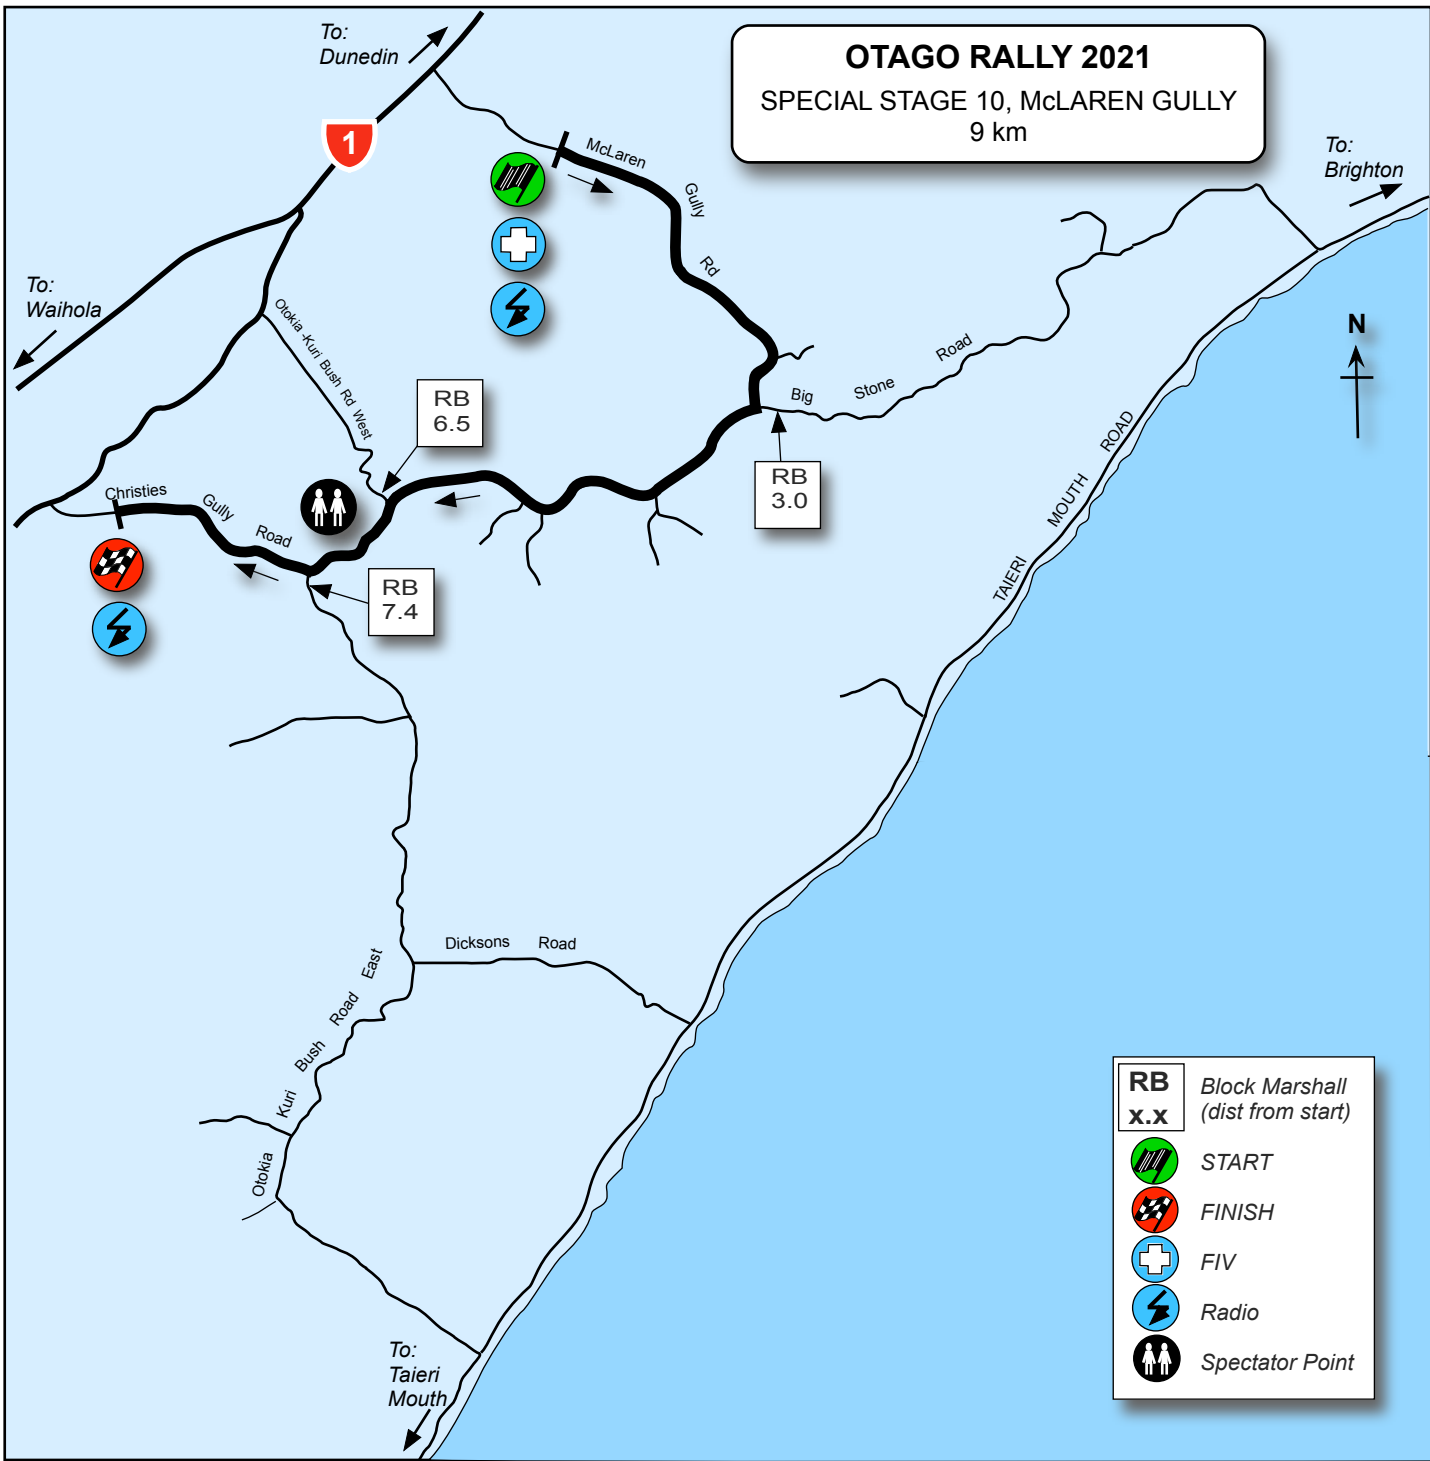 OTAGO RALLY 2021
SPECIAL STAGE 10, McLAREN GULLY
9 km
To:
Dunedin
1
McLaren
Gully
Rd
To:
Brighton
To:
Waihola
Otokia -Kuri Bush Rd West
N
RB
6.5
Big Stone Road
RB
3.0
Christies
Gully
Road
RB
7.4
TAIERI MOUTH ROAD
Dicksons Road
Otokia Kuri Bush Road East
To:
Taieri
Mouth
RB
x.x
Block Marshall
(dist from start)
START
FINISH
FIV
Radio
Spectator Point